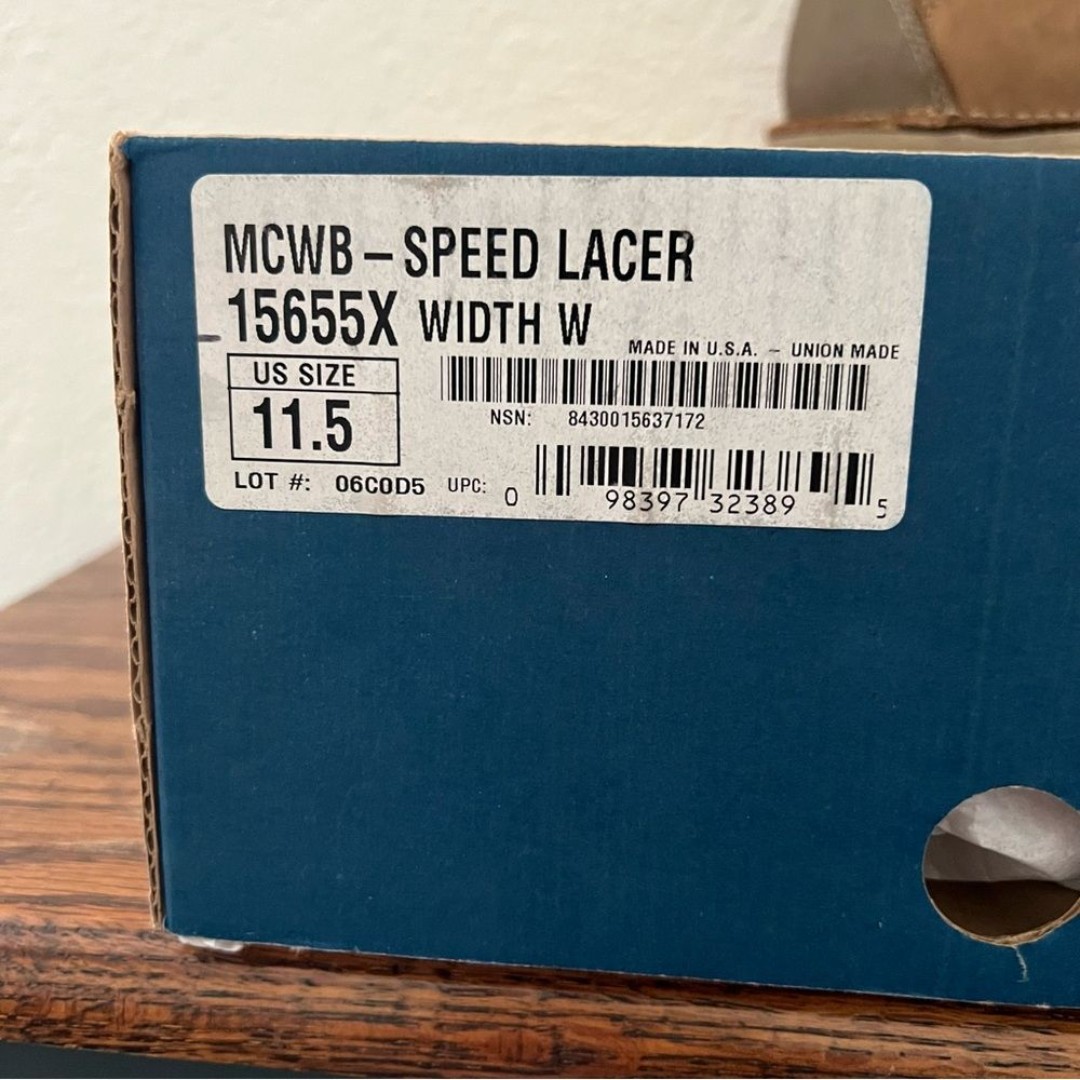 MCWB – SPEED LACER
15655X WIDTH W
MADE IN U.S.A. – UNION MADE
US SIZE
11.5
NSN: 8430015637172
LOT #: 06C0D5 UPC: 0 98397 32389 5